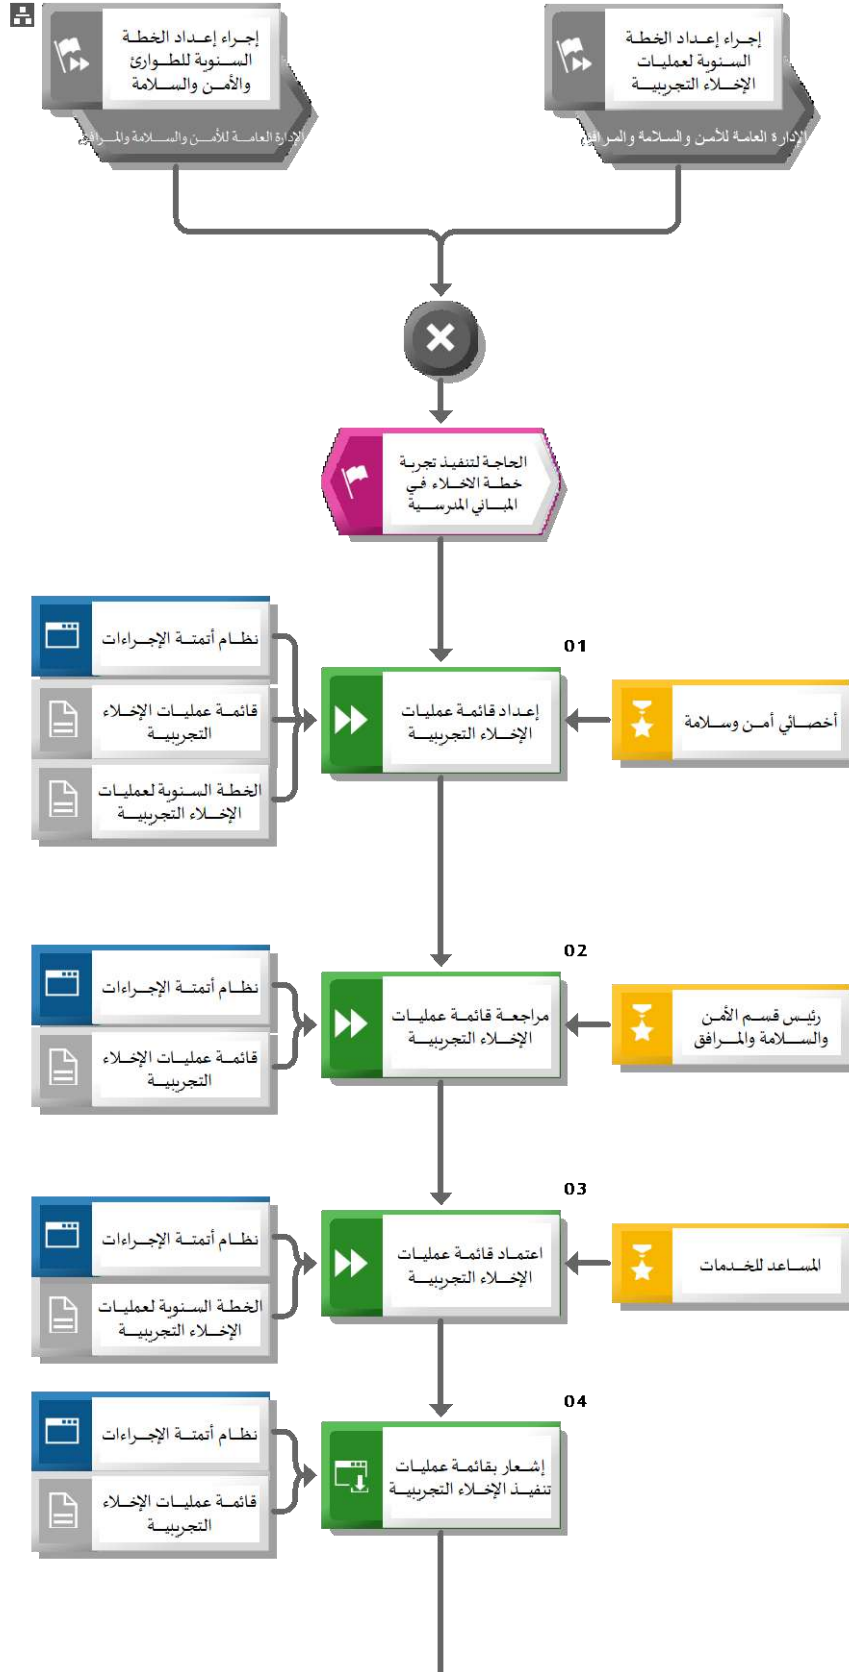 إجراء إعداد الخطة
السنوية لعمليات
الإخلاء التجريبية
الإدارة العامة للأمن والسلامة والمرافق
إجراء إعداد الخطة
السنوية للطوارئ
والأمن والسلامة
الإدارة العامة للأمن والسلامة والمرافق
الحاجة لتنفيذ تجربة
خطة الاخلاء في
المباني المدرسية
01
أخصائي أمن وسلامة
إعداد قائمة عمليات
الإخلاء التجريبية
نظام أتمتة الإجراءات
قائمة عمليات الإخلاء
التجريبية
الخطة السنوية لعمليات
الإخلاء التجريبية
02
رئيس قسم الأمن
والسلامة والمرافق
مراجعة قائمة عمليات
الإخلاء التجريبية
نظام أتمتة الإجراءات
قائمة عمليات الإخلاء
التجريبية
03
المساعد للخدمات
اعتماد قائمة عمليات
الإخلاء التجريبية
نظام أتمتة الإجراءات
الخطة السنوية لعمليات
الإخلاء التجريبية
04
إشعار بقائمة عمليات
تنفيذ الإخلاء التجريبية
نظام أتمتة الإجراءات
قائمة عمليات الإخلاء
التجريبية